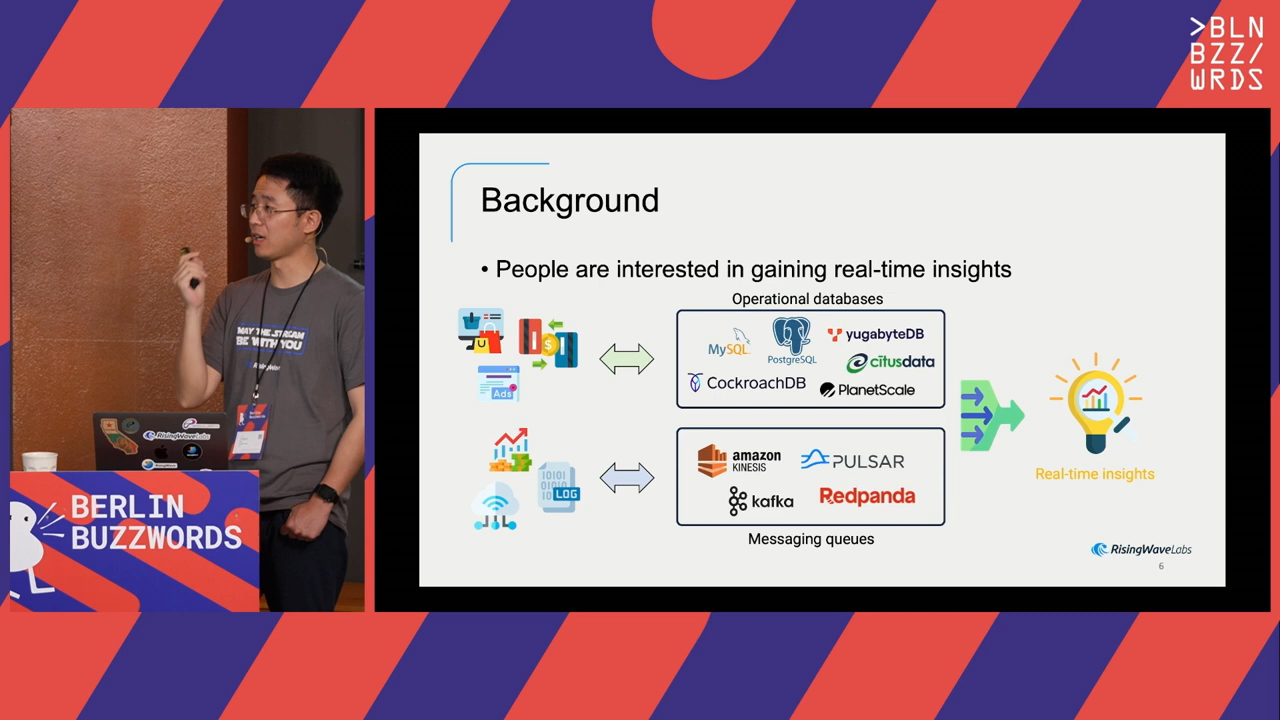 >BLN
BZZ/
WRDS
MAY THE STREAM
BE WITH YOU
RisingWaveLabs
BERLIN
BUZZWORDS
Background
• People are interested in gaining real-time insights
Operational databases
MySQL
PostgreSQL
yugabyteDB
citusdata
CockroachDB
PlanetScale
Ads
amazon
KINESIS
PULSAR
kafka
Redpanda
LOG
Messaging queues
Real-time insights
RisingWaveLabs
6